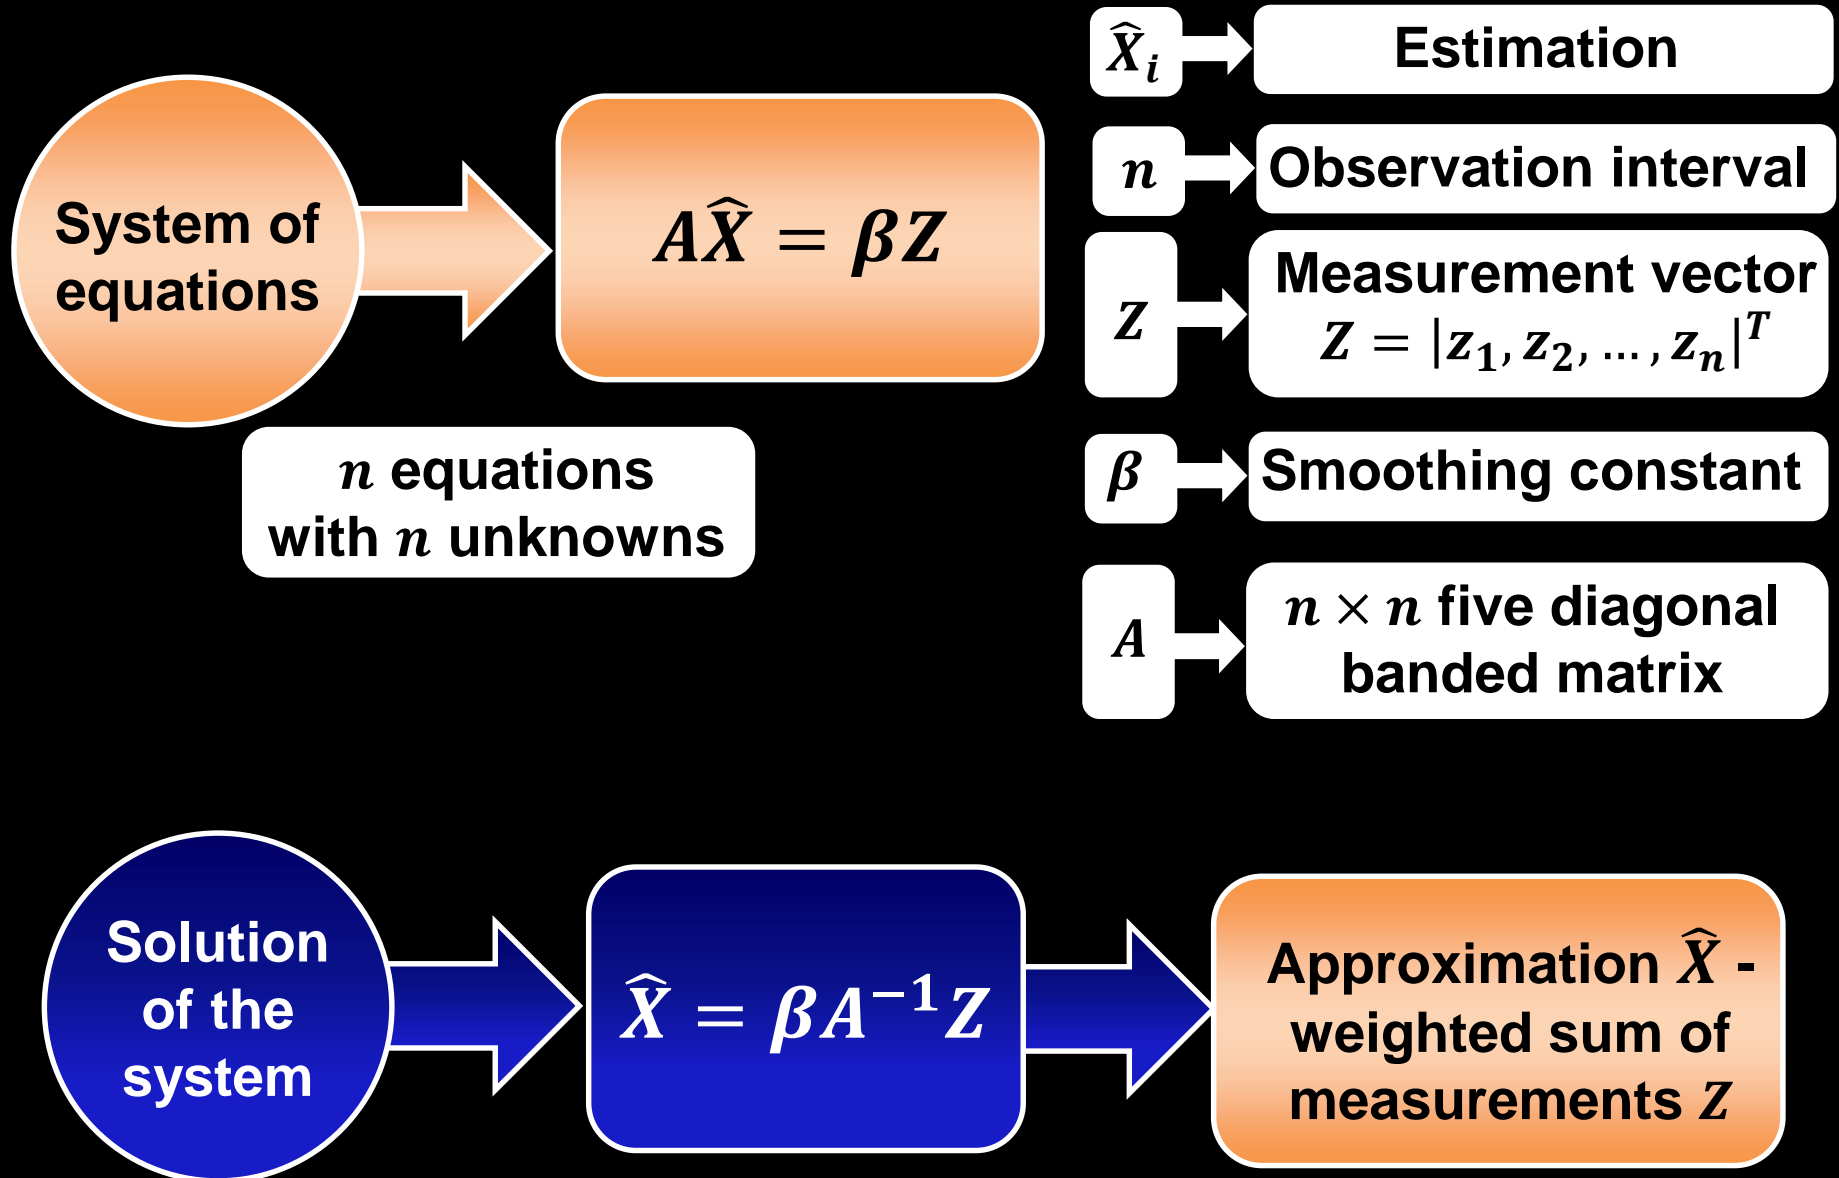 System of
equations
AX̂ = βZ
n equations
with n unknowns
X̂ᵢ
Estimation
n
Observation interval
Z
Measurement vector
Z = |z₁, z₂, … , zₙ|ᵀ
β
Smoothing constant
A
n × n five diagonal
banded matrix
Solution
of the
system
X̂ = βA⁻¹Z
Approximation X̂ -
weighted sum of
measurements Z